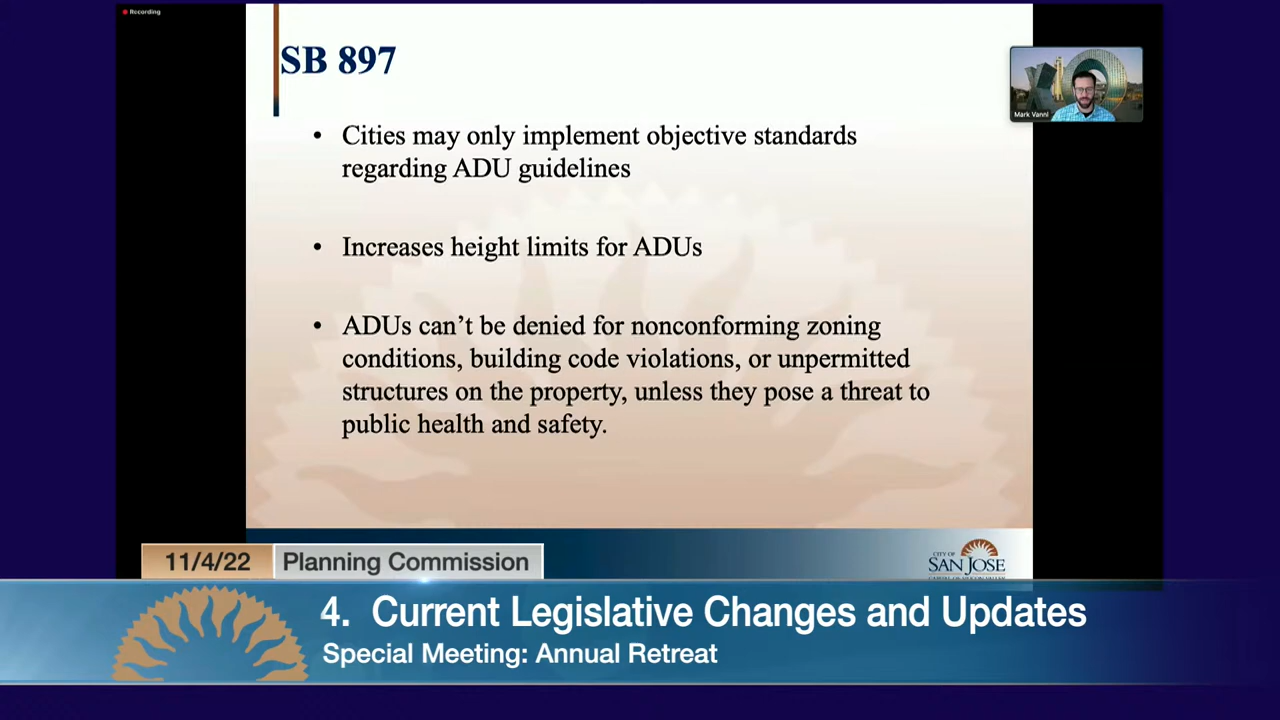 Recording
SB 897
Mark Vanni
• Cities may only implement objective standards
regarding ADU guidelines
• Increases height limits for ADUs
• ADUs can’t be denied for nonconforming zoning
conditions, building code violations, or unpermitted
structures on the property, unless they pose a threat to
public health and safety.
CITY OF
SAN JOSE
CAPITAL OF SILICON VALLEY
11/4/22
Planning Commission
4. Current Legislative Changes and Updates
Special Meeting: Annual Retreat